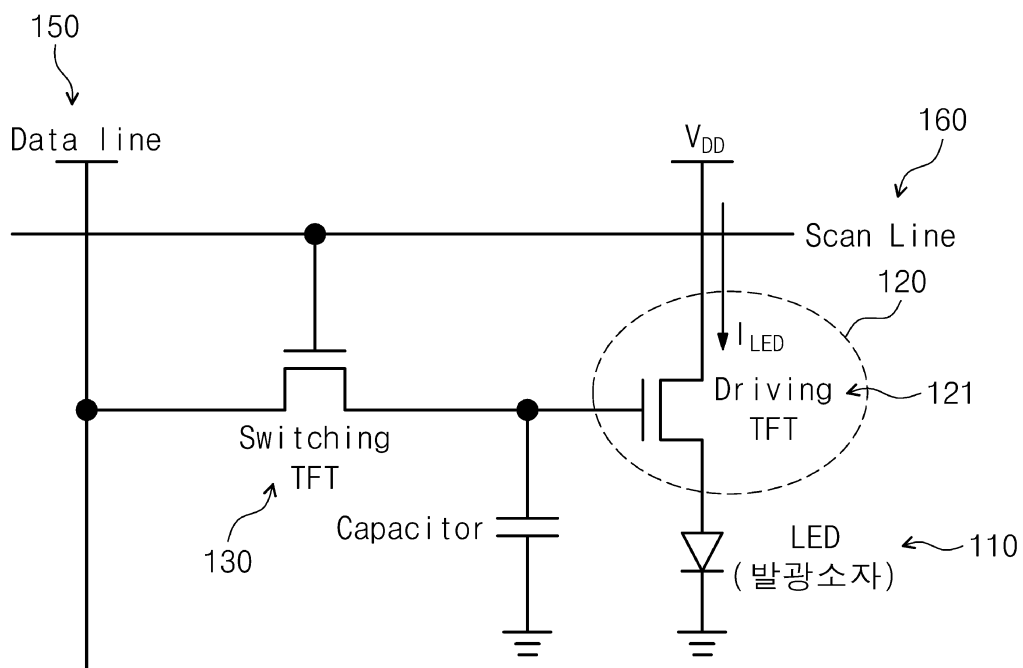 150
Data line
V_DD
160
Scan Line
120
I_LED
Driving
TFT
121
Switching
TFT
130
Capacitor
LED
(발광소자)
110